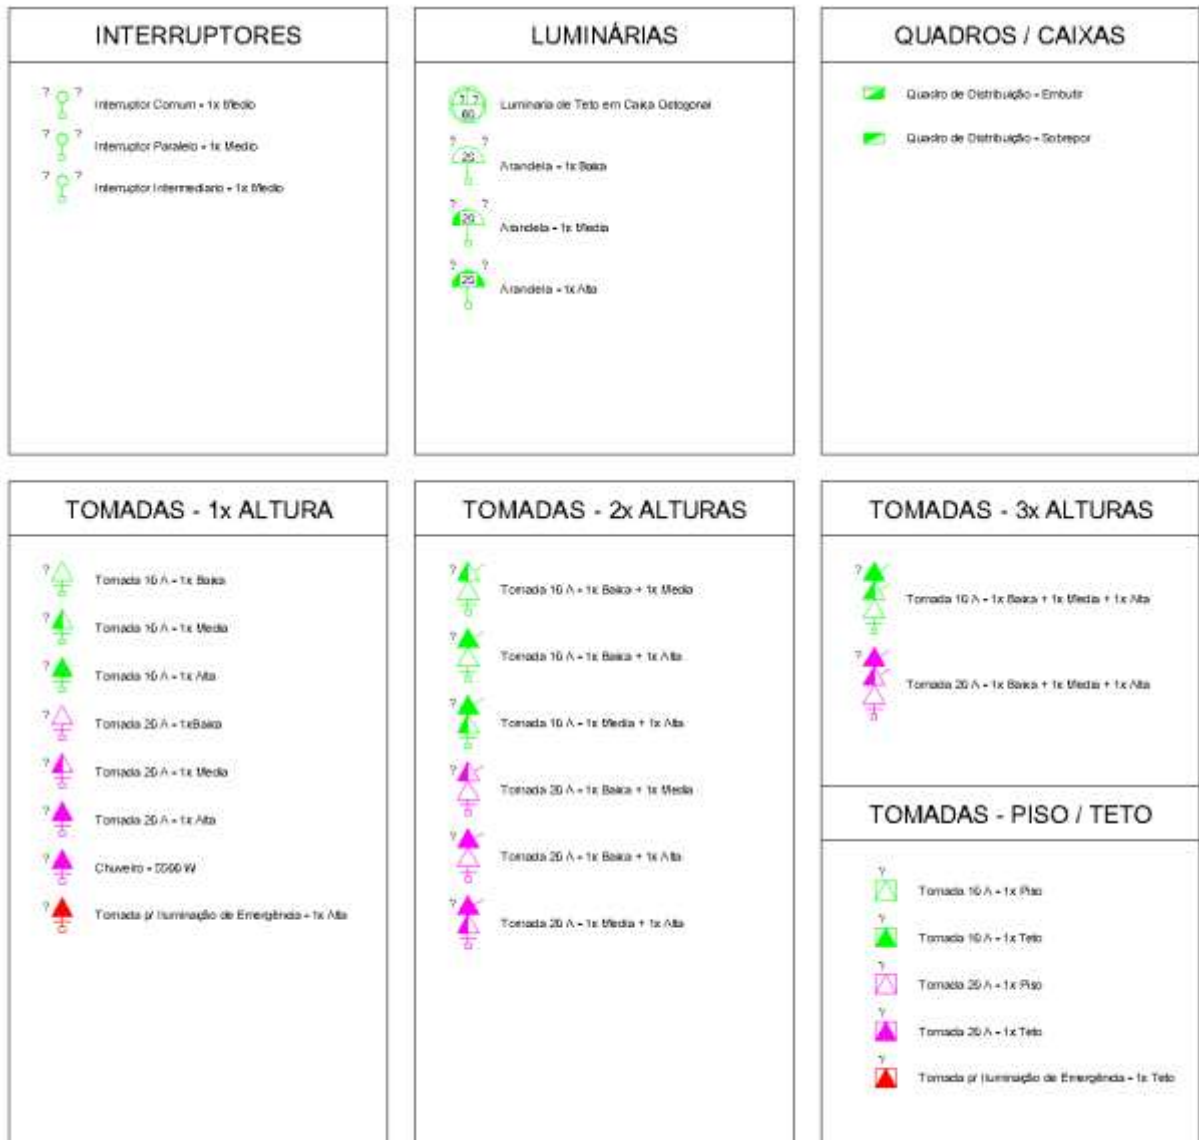 INTERRUPTORES
? ? Interruptor Comum - 1x Medio
? ? Interruptor Paralelo - 1x Medio
? ? Interruptor Intermediario - 1x Medio
LUMINÁRIAS
? ? 60 Luminaria de Teto em Caixa Octogonal
? ? 25 Arandela - 1x Baixa
? ? 20 Arandela - 1x Media
? ? 25 Arandela - 1x Alta
QUADROS / CAIXAS
Quadro de Distribuição - Embutir
Quadro de Distribuição - Sobrepor
TOMADAS - 1x ALTURA
? Tomada 10 A - 1x Baixa
? Tomada 10 A - 1x Media
? Tomada 10 A - 1x Alta
? Tomada 20 A - 1xBaixa
? Tomada 20 A - 1x Media
? Tomada 20 A - 1x Alta
? Chuveiro - 5500 W
? Tomada p/ Iluminação de Emergência - 1x Alta
TOMADAS - 2x ALTURAS
? Tomada 10 A - 1x Baixa + 1x Media
? Tomada 10 A - 1x Baixa + 1x Alta
? Tomada 10 A - 1x Media + 1x Alta
? Tomada 20 A - 1x Baixa + 1x Media
? Tomada 20 A - 1x Baixa + 1x Alta
? Tomada 20 A - 1x Media + 1x Alta
TOMADAS - 3x ALTURAS
? Tomada 10 A - 1x Baixa + 1x Media + 1x Alta
? Tomada 20 A - 1x Baixa + 1x Media + 1x Alta
TOMADAS - PISO / TETO
? Tomada 10 A - 1x Piso
? Tomada 10 A - 1x Teto
? Tomada 20 A - 1x Piso
? Tomada 20 A - 1x Teto
? Tomada p/ Iluminação de Emergência - 1x Teto